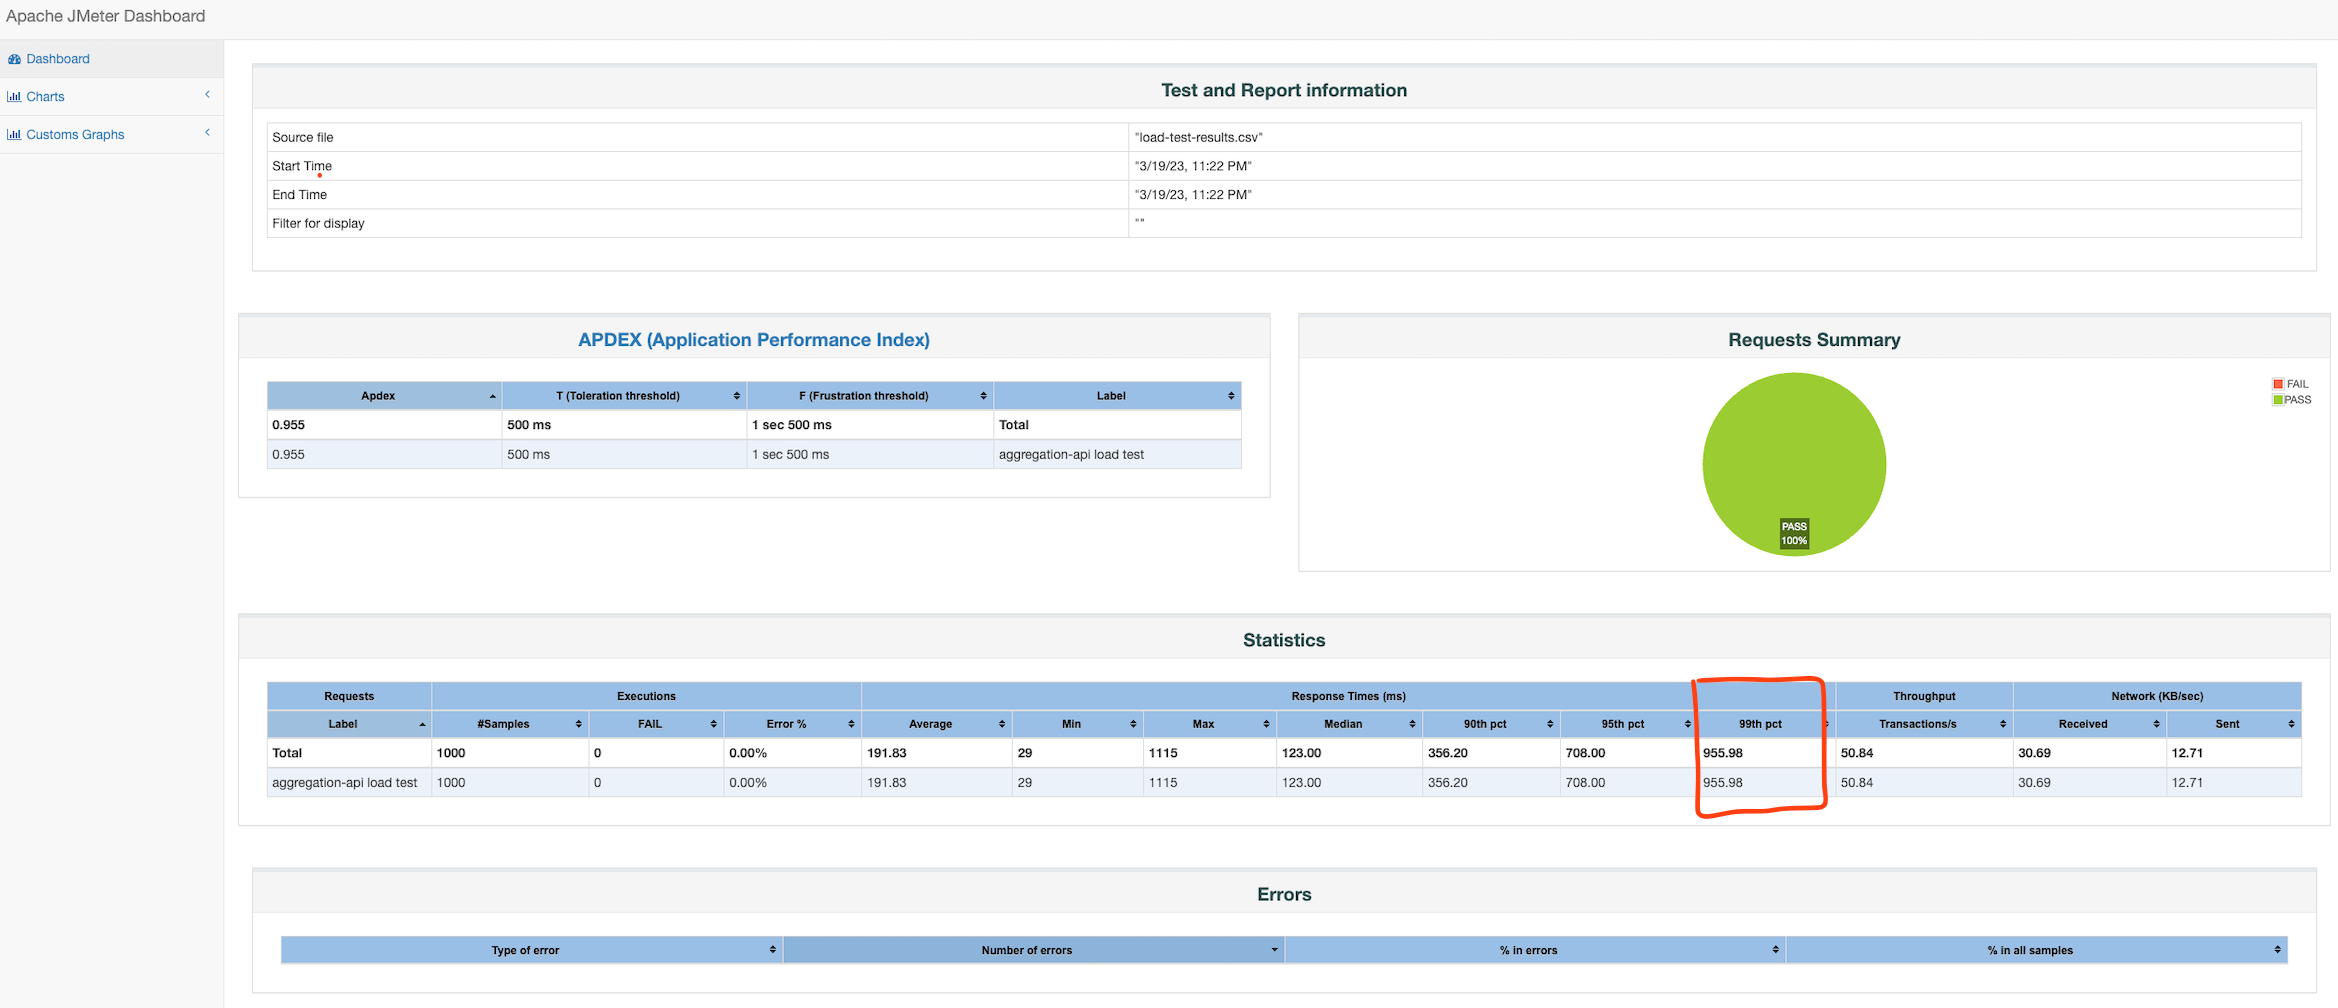 Apache JMeter Dashboard
Dashboard
Charts
Customs Graphs
Test and Report information
Source file "load-test-results.csv"
Start Time "3/19/23, 11:22 PM"
End Time "3/19/23, 11:22 PM"
Filter for display ""
APDEX (Application Performance Index)
Apdex T (Toleration threshold) F (Frustration threshold) Label
0.955 500 ms 1 sec 500 ms Total
0.955 500 ms 1 sec 500 ms aggregation-api load test
Requests Summary
FAIL
PASS
PASS
100%
Statistics
Requests Executions Response Times (ms) Throughput Network (KB/sec)
Label #Samples FAIL Error % Average Min Max Median 90th pct 95th pct 99th pct Transactions/s Received Sent
Total 1000 0 0.00% 191.83 29 1115 123.00 356.20 708.00 955.98 50.84 30.69 12.71
aggregation-api load test 1000 0 0.00% 191.83 29 1115 123.00 356.20 708.00 955.98 50.84 30.69 12.71
Errors
Type of error Number of errors % in errors % in all samples